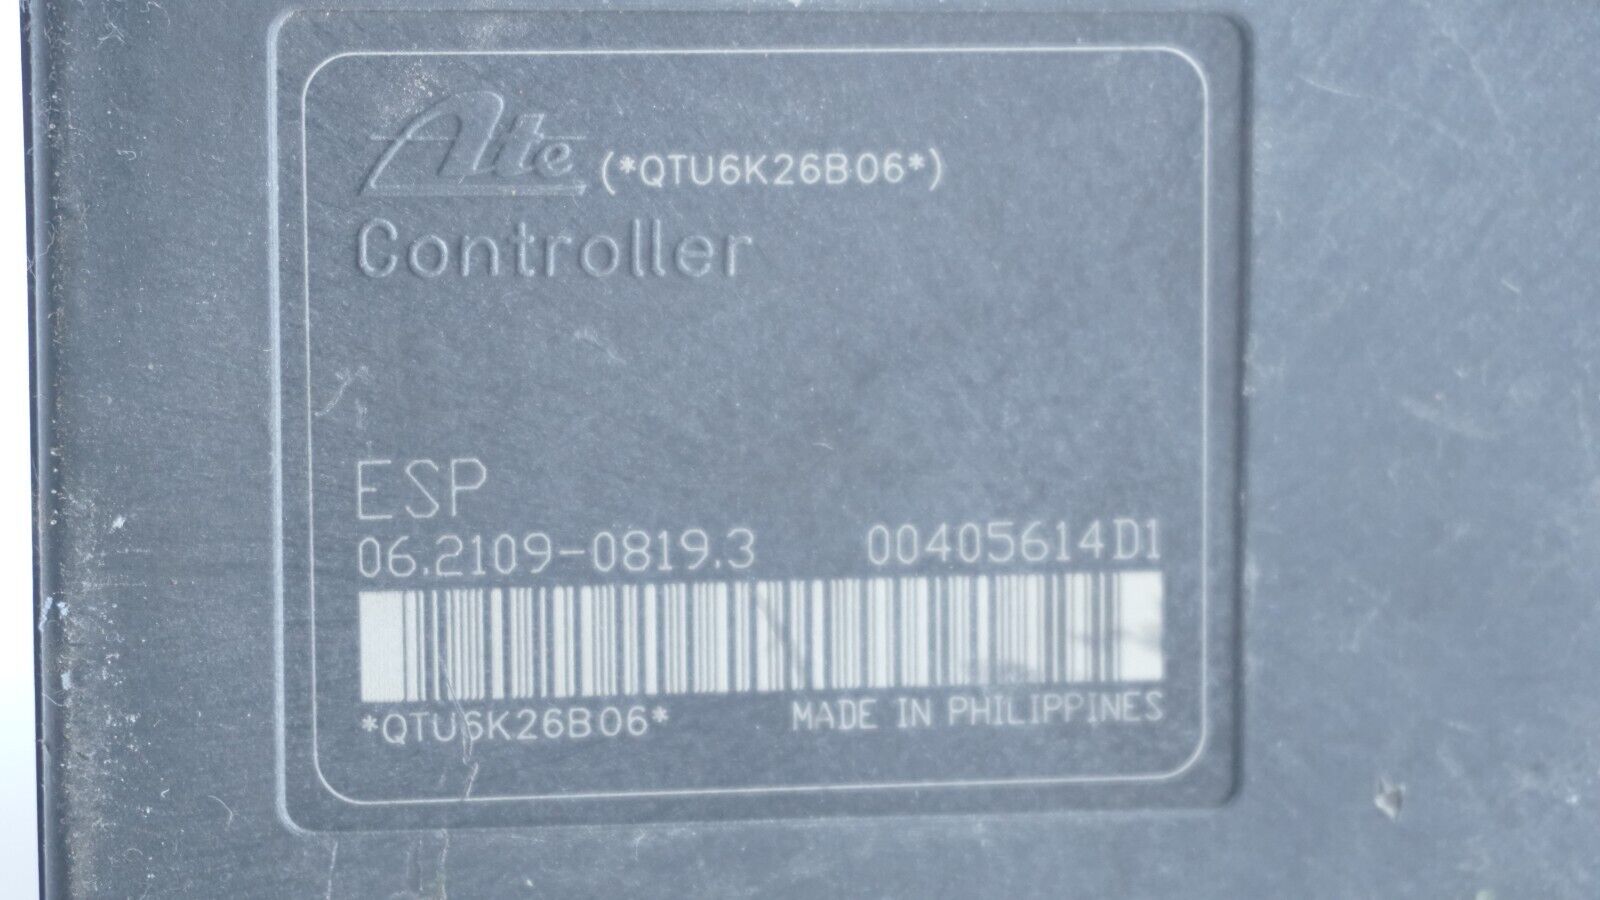 Ate (*QTU6K26B06*)
Controller
ESP
06.2109-0819.3 00405614D1
*QTU6K26B06* MADE IN PHILIPPINES